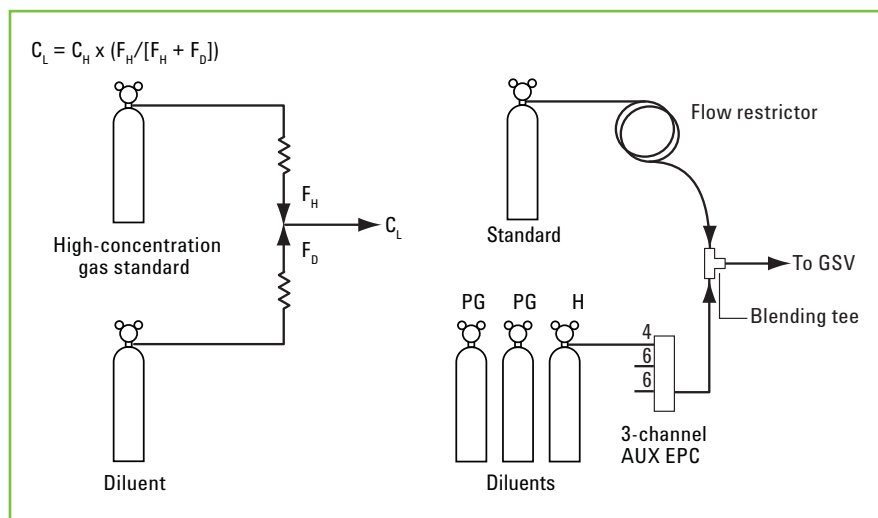 C_L = C_H x (F_H/[F_H + F_D])
F_H
C_L
F_D
High-concentration
gas standard
Diluent
Flow restrictor
Standard
To GSV
Blending tee
PG PG H
4
6
6
3-channel
AUX EPC
Diluents